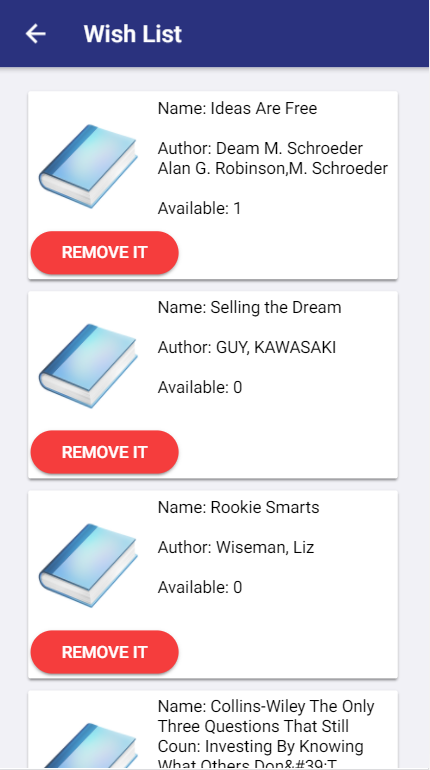 Wish List
Name: Ideas Are Free
Author: Deam M. Schroeder
Alan G. Robinson,M. Schroeder
Available: 1
REMOVE IT
Name: Selling the Dream
Author: GUY, KAWASAKI
Available: 0
REMOVE IT
Name: Rookie Smarts
Author: Wiseman, Liz
Available: 0
REMOVE IT
Name: Collins-Wiley The Only
Three Questions That Still
Coun: Investing By Knowing
What Others Don&#39;T